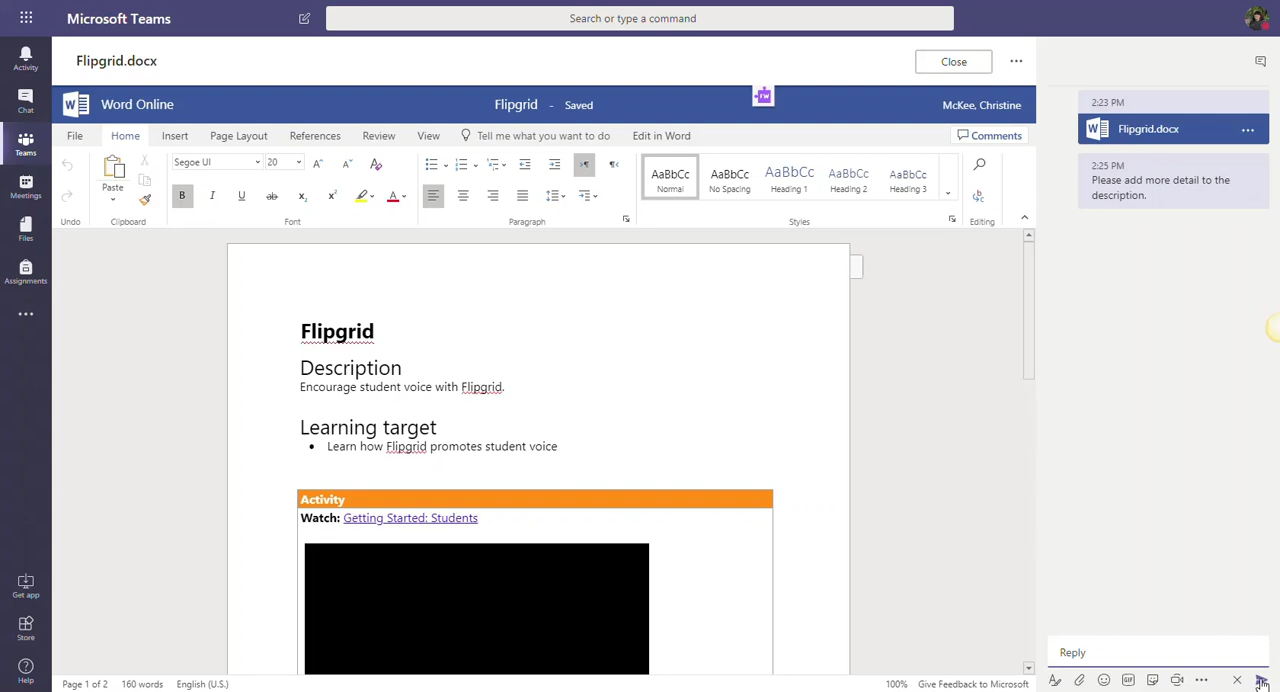 Microsoft Teams
Search or type a command
Activity
Chat
Teams
Meetings
Files
Assignments
Get app
Store
Help
Flipgrid.docx
Close
Word Online
Flipgrid - Saved
McKee, Christine
File Home Insert Page Layout References Review View Tell me what you want to do Edit in Word Comments
Undo
Paste
Clipboard
Segoe UI 20
B I U ab x₂ x² A
Font
Paragraph
AaBbCc AaBbCc AaBbCc AaBbCc AaBbCc
Normal No Spacing Heading 1 Heading 2 Heading 3
Styles
Editing
Flipgrid
Description
Encourage student voice with Flipgrid.
Learning target
• Learn how Flipgrid promotes student voice
Activity
Watch: Getting Started: Students
Page 1 of 2 160 words English (U.S.) 100% Give Feedback to Microsoft
2:23 PM
Flipgrid.docx
2:25 PM
Please add more detail to the
description.
Reply
GIF